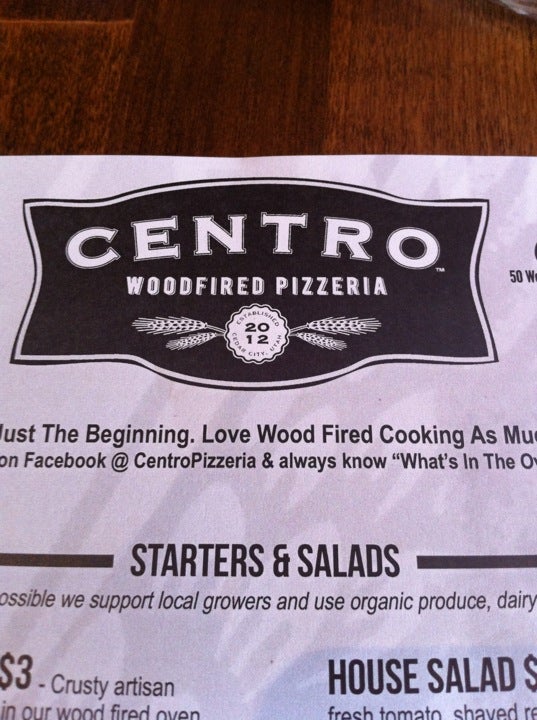 CENTRO
™
WOODFIRED PIZZERIA
ESTABLISHED
20
12
CEDAR CITY, UTAH
50
Just The Beginning. Love Wood Fired Cooking As
on Facebook @ CentroPizzeria & always know “What's In The
STARTERS & SALADS
we support local growers and use organic produce, dairy
$3 - Crusty artisan
in our wood fired oven
HOUSE SALAD $
fresh tomato, shaved